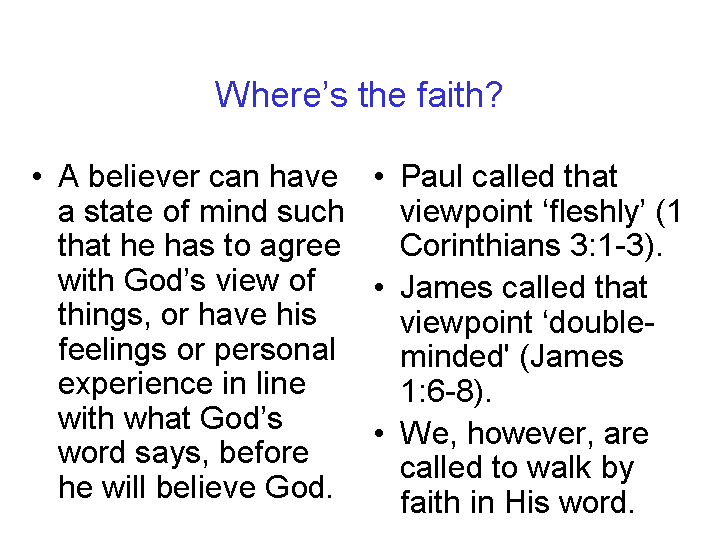 Where’s the faith?
• A believer can have
a state of mind such
that he has to agree
with God’s view of
things, or have his
feelings or personal
experience in line
with what God’s
word says, before
he will believe God.
• Paul called that
viewpoint ‘fleshly’ (1
Corinthians 3:1-3).
• James called that
viewpoint ‘double-
minded' (James
1:6-8).
• We, however, are
called to walk by
faith in His word.